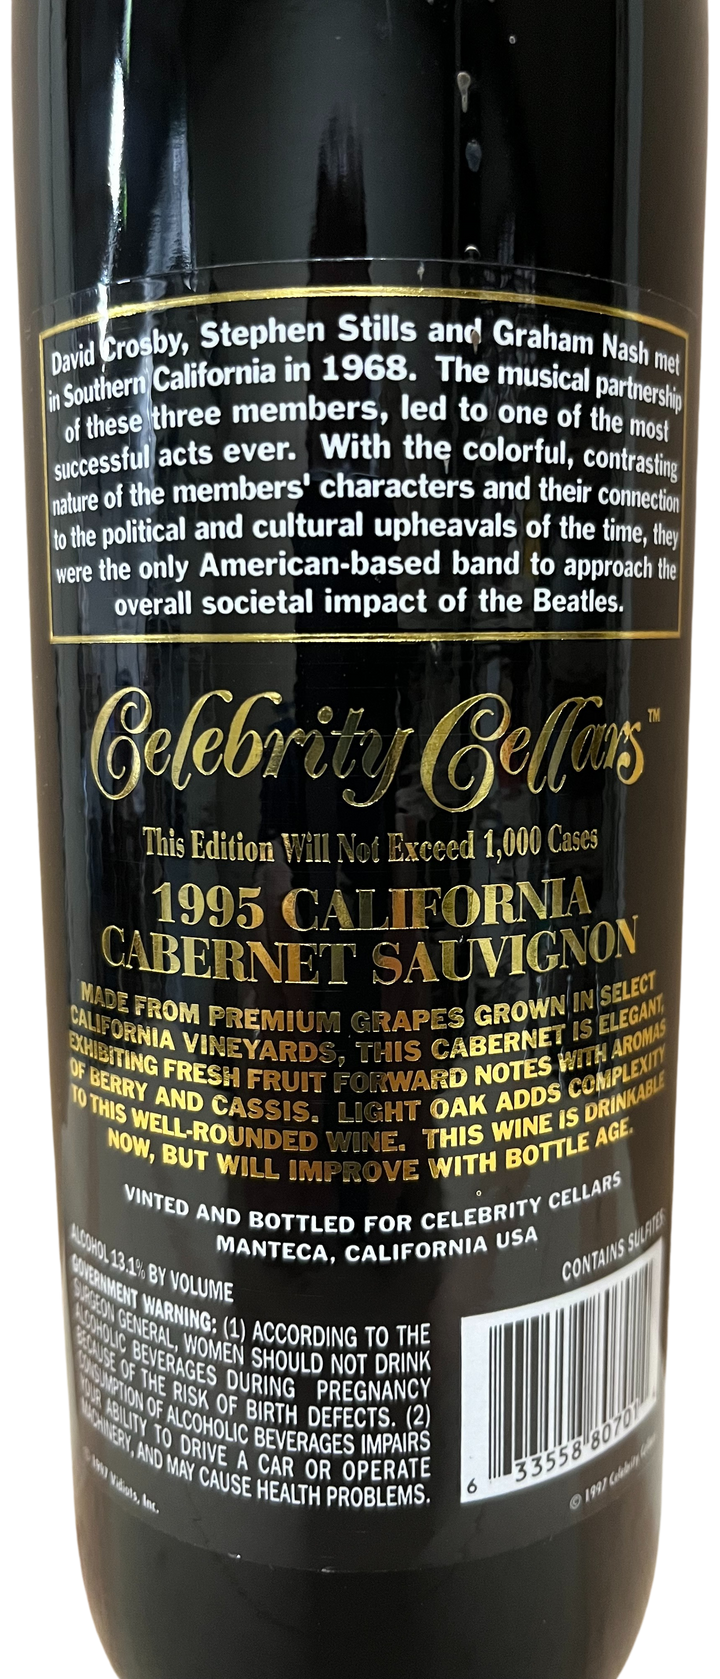 David Crosby, Stephen Stills and Graham Nash met
in Southern California in 1968. The musical partnership
of these three members, led to one of the most
successful acts ever. With the colorful, contrasting
nature of the members' characters and their connection
to the political and cultural upheavals of the time, they
were the only American-based band to approach the
overall societal impact of the Beatles.
Celebrity Cellars™
This Edition Will Not Exceed 1,000 Cases
1995 CALIFORNIA
CABERNET SAUVIGNON
MADE FROM PREMIUM GRAPES GROWN IN SELECT
CALIFORNIA VINEYARDS, THIS CABERNET IS ELEGANT,
EXHIBITING FRESH FRUIT FORWARD NOTES WITH AROMAS
OF BERRY AND CASSIS. LIGHT OAK ADDS COMPLEXITY
TO THIS WELL-ROUNDED WINE. THIS WINE IS DRINKABLE
NOW, BUT WILL IMPROVE WITH BOTTLE AGE.
VINTED AND BOTTLED FOR CELEBRITY CELLARS
MANTECA, CALIFORNIA USA
ALCOHOL 13.1% BY VOLUME
CONTAINS SULFITES
GOVERNMENT WARNING: (1) ACCORDING TO THE
SURGEON GENERAL, WOMEN SHOULD NOT DRINK
ALCOHOLIC BEVERAGES DURING PREGNANCY
BECAUSE OF THE RISK OF BIRTH DEFECTS. (2)
CONSUMPTION OF ALCOHOLIC BEVERAGES IMPAIRS
YOUR ABILITY TO DRIVE A CAR OR OPERATE
MACHINERY, AND MAY CAUSE HEALTH PROBLEMS.
6 33558 80701
© 1997 Vidiots, Inc.
© 1997 Celebrity